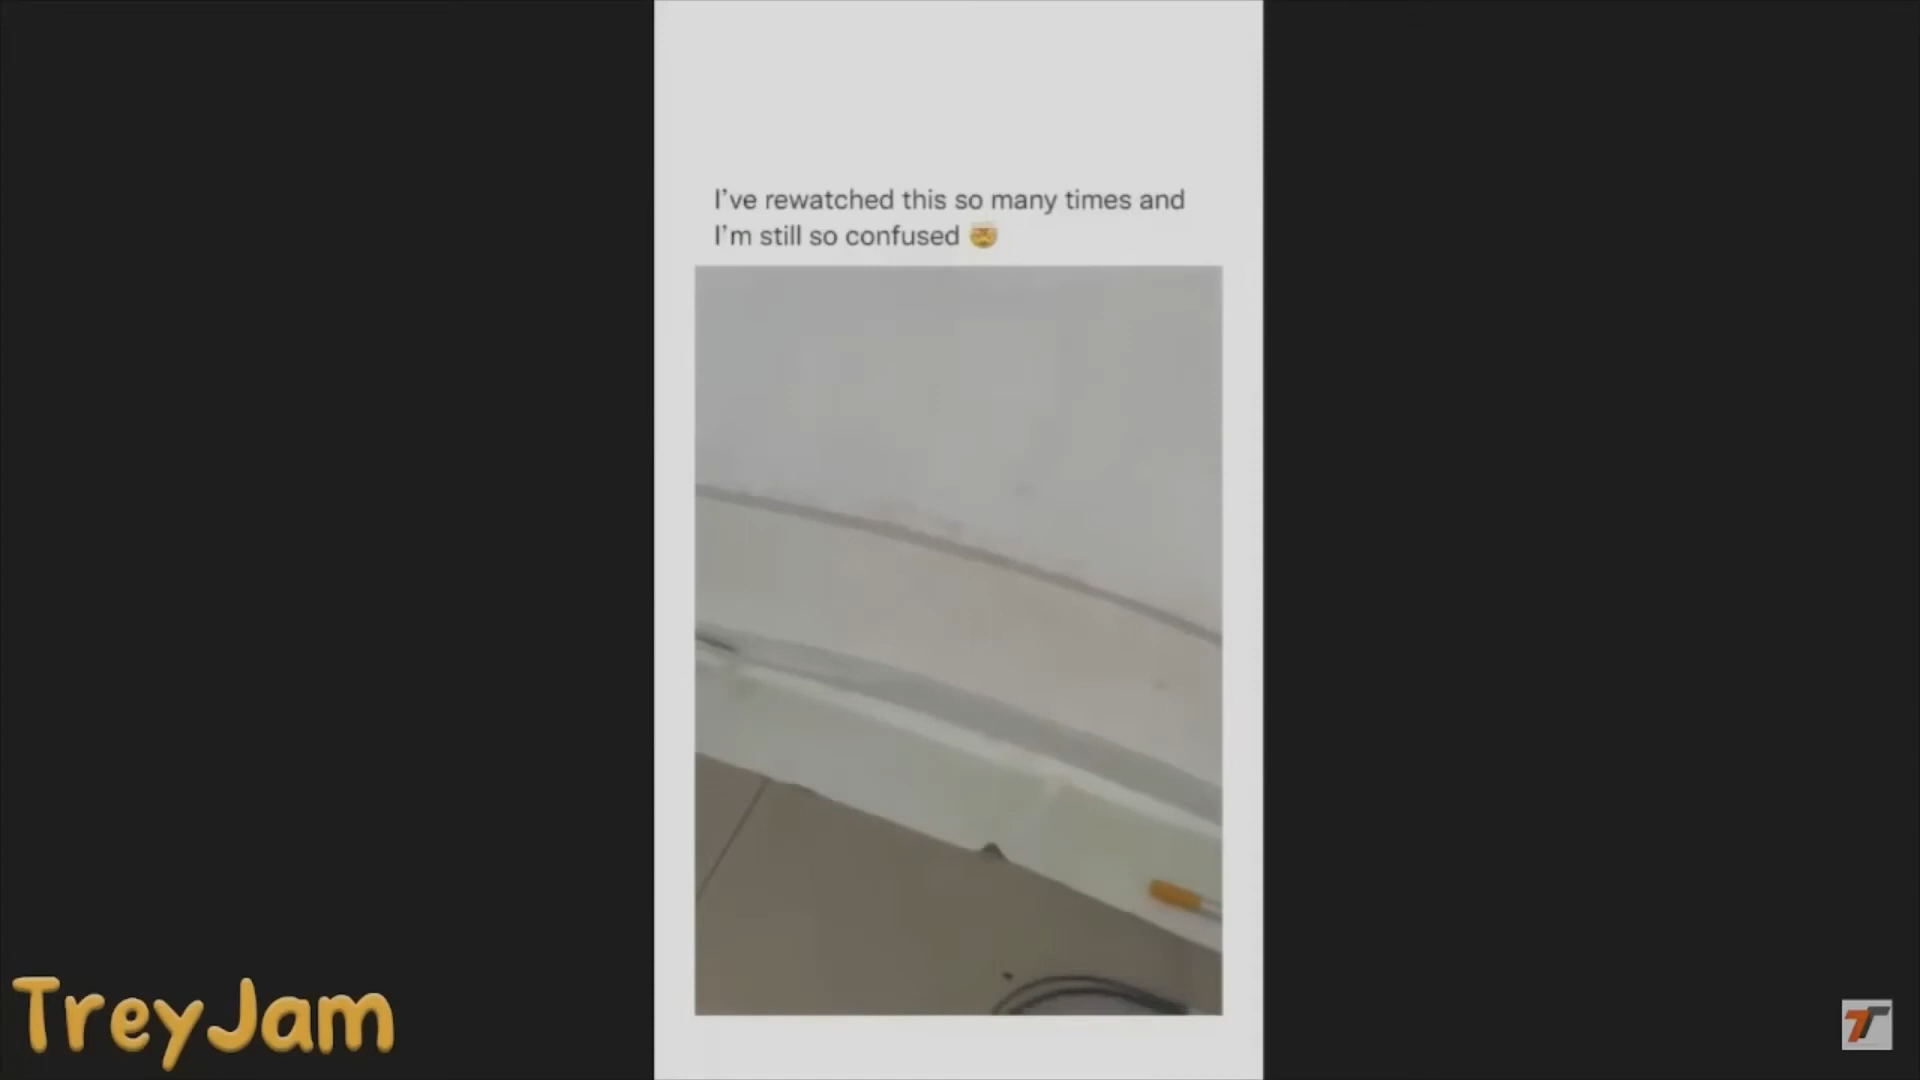 I've rewatched this so many times and
I'm still so confused 🤯
TreyJam